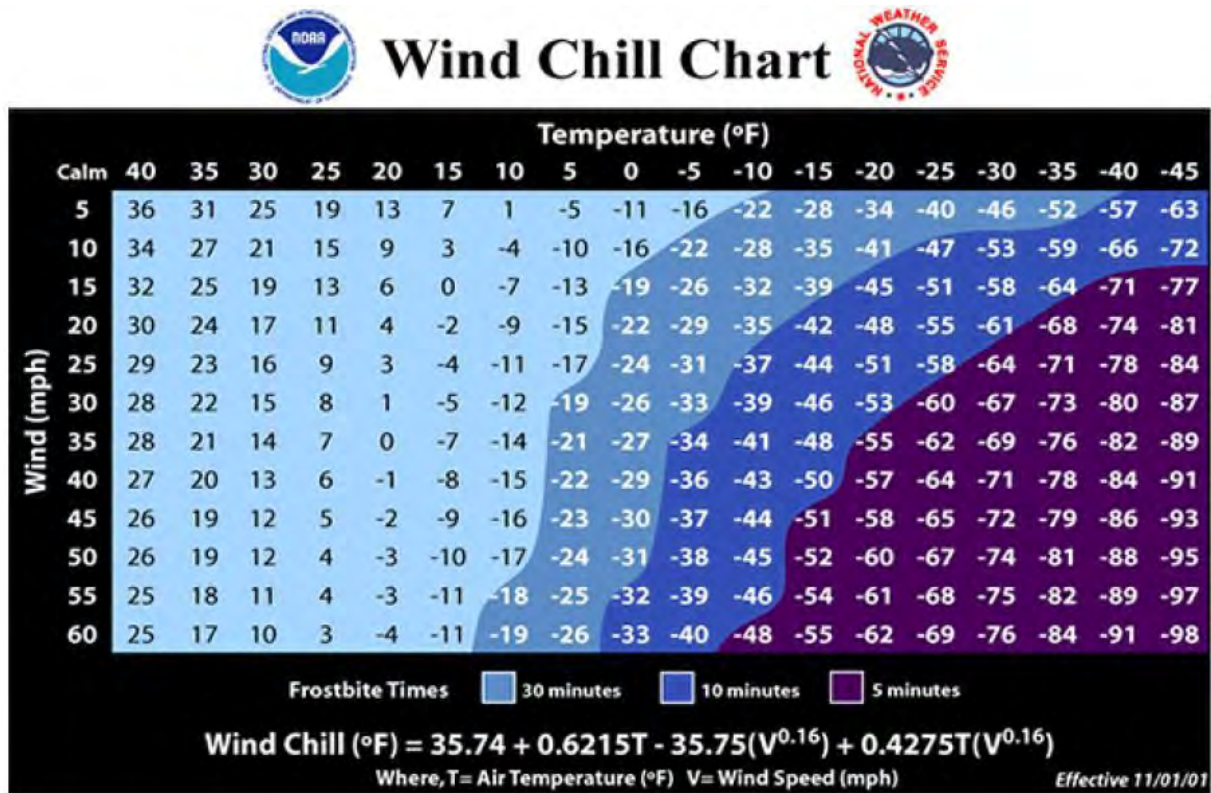 NOAA
Wind Chill Chart
NATIONAL WEATHER SERVICE
Temperature (ºF)
Calm 40 35 30 25 20 15 10 5 0 -5 -10 -15 -20 -25 -30 -35 -40 -45
Wind (mph)
5 36 31 25 19 13 7 1 -5 -11 -16 -22 -28 -34 -40 -46 -52 -57 -63
10 34 27 21 15 9 3 -4 -10 -16 -22 -28 -35 -41 -47 -53 -59 -66 -72
15 32 25 19 13 6 0 -7 -13 -19 -26 -32 -39 -45 -51 -58 -64 -71 -77
20 30 24 17 11 4 -2 -9 -15 -22 -29 -35 -42 -48 -55 -61 -68 -74 -81
25 29 23 16 9 3 -4 -11 -17 -24 -31 -37 -44 -51 -58 -64 -71 -78 -84
30 28 22 15 8 1 -5 -12 -19 -26 -33 -39 -46 -53 -60 -67 -73 -80 -87
35 28 21 14 7 0 -7 -14 -21 -27 -34 -41 -48 -55 -62 -69 -76 -82 -89
40 27 20 13 6 -1 -8 -15 -22 -29 -36 -43 -50 -57 -64 -71 -78 -84 -91
45 26 19 12 5 -2 -9 -16 -23 -30 -37 -44 -51 -58 -65 -72 -79 -86 -93
50 26 19 12 4 -3 -10 -17 -24 -31 -38 -45 -52 -60 -67 -74 -81 -88 -95
55 25 18 11 4 -3 -11 -18 -25 -32 -39 -46 -54 -61 -68 -75 -82 -89 -97
60 25 17 10 3 -4 -11 -19 -26 -33 -40 -48 -55 -62 -69 -76 -84 -91 -98
Frostbite Times 30 minutes 10 minutes 5 minutes
Wind Chill (ºF) = 35.74 + 0.6215T - 35.75(V^0.16) + 0.4275T(V^0.16)
Where, T= Air Temperature (ºF) V= Wind Speed (mph)
Effective 11/01/01